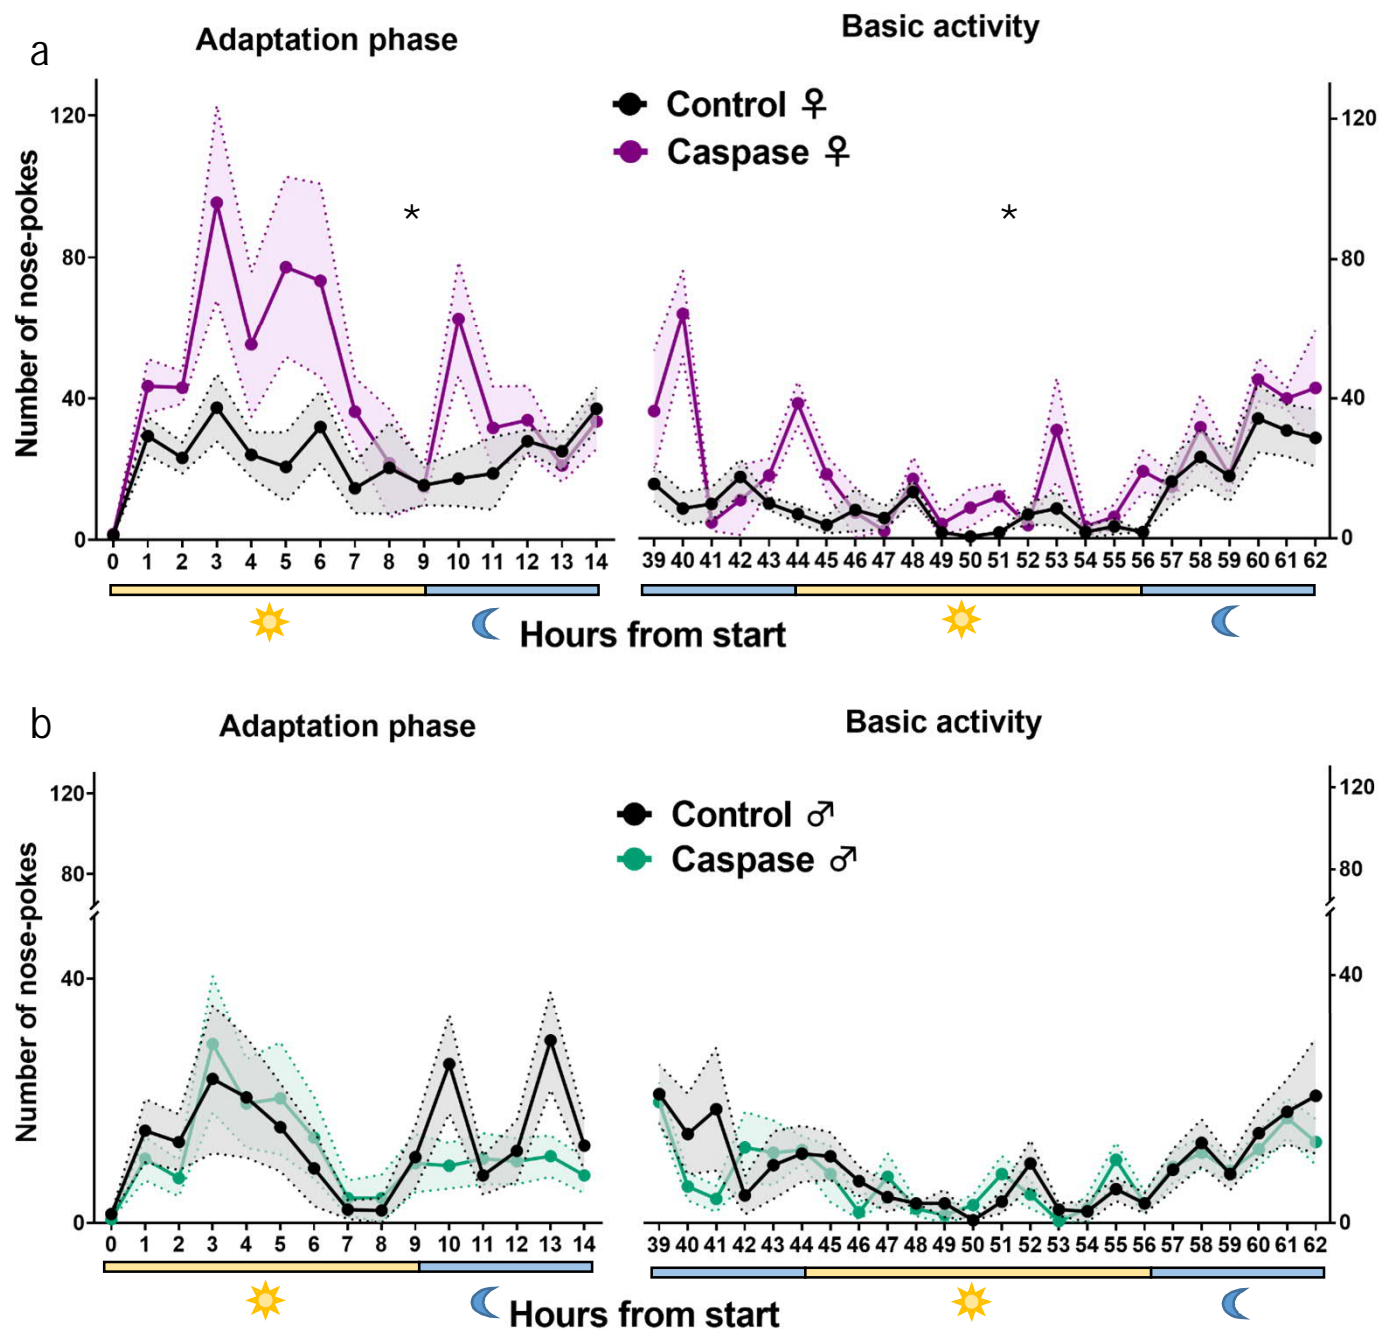 a
Adaptation phase
Basic activity
Control ♀
Caspase ♀
Number of nose-pokes
120
80
40
0
120
80
40
0
*
*
0 1 2 3 4 5 6 7 8 9 10 11 12 13 14
39 40 41 42 43 44 45 46 47 48 49 50 51 52 53 54 55 56 57 58 59 60 61 62
Hours from start
b
Adaptation phase
Basic activity
Control ♂
Caspase ♂
Number of nose-pokes
120
80
40
0
120
80
40
0
0 1 2 3 4 5 6 7 8 9 10 11 12 13 14
39 40 41 42 43 44 45 46 47 48 49 50 51 52 53 54 55 56 57 58 59 60 61 62
Hours from start